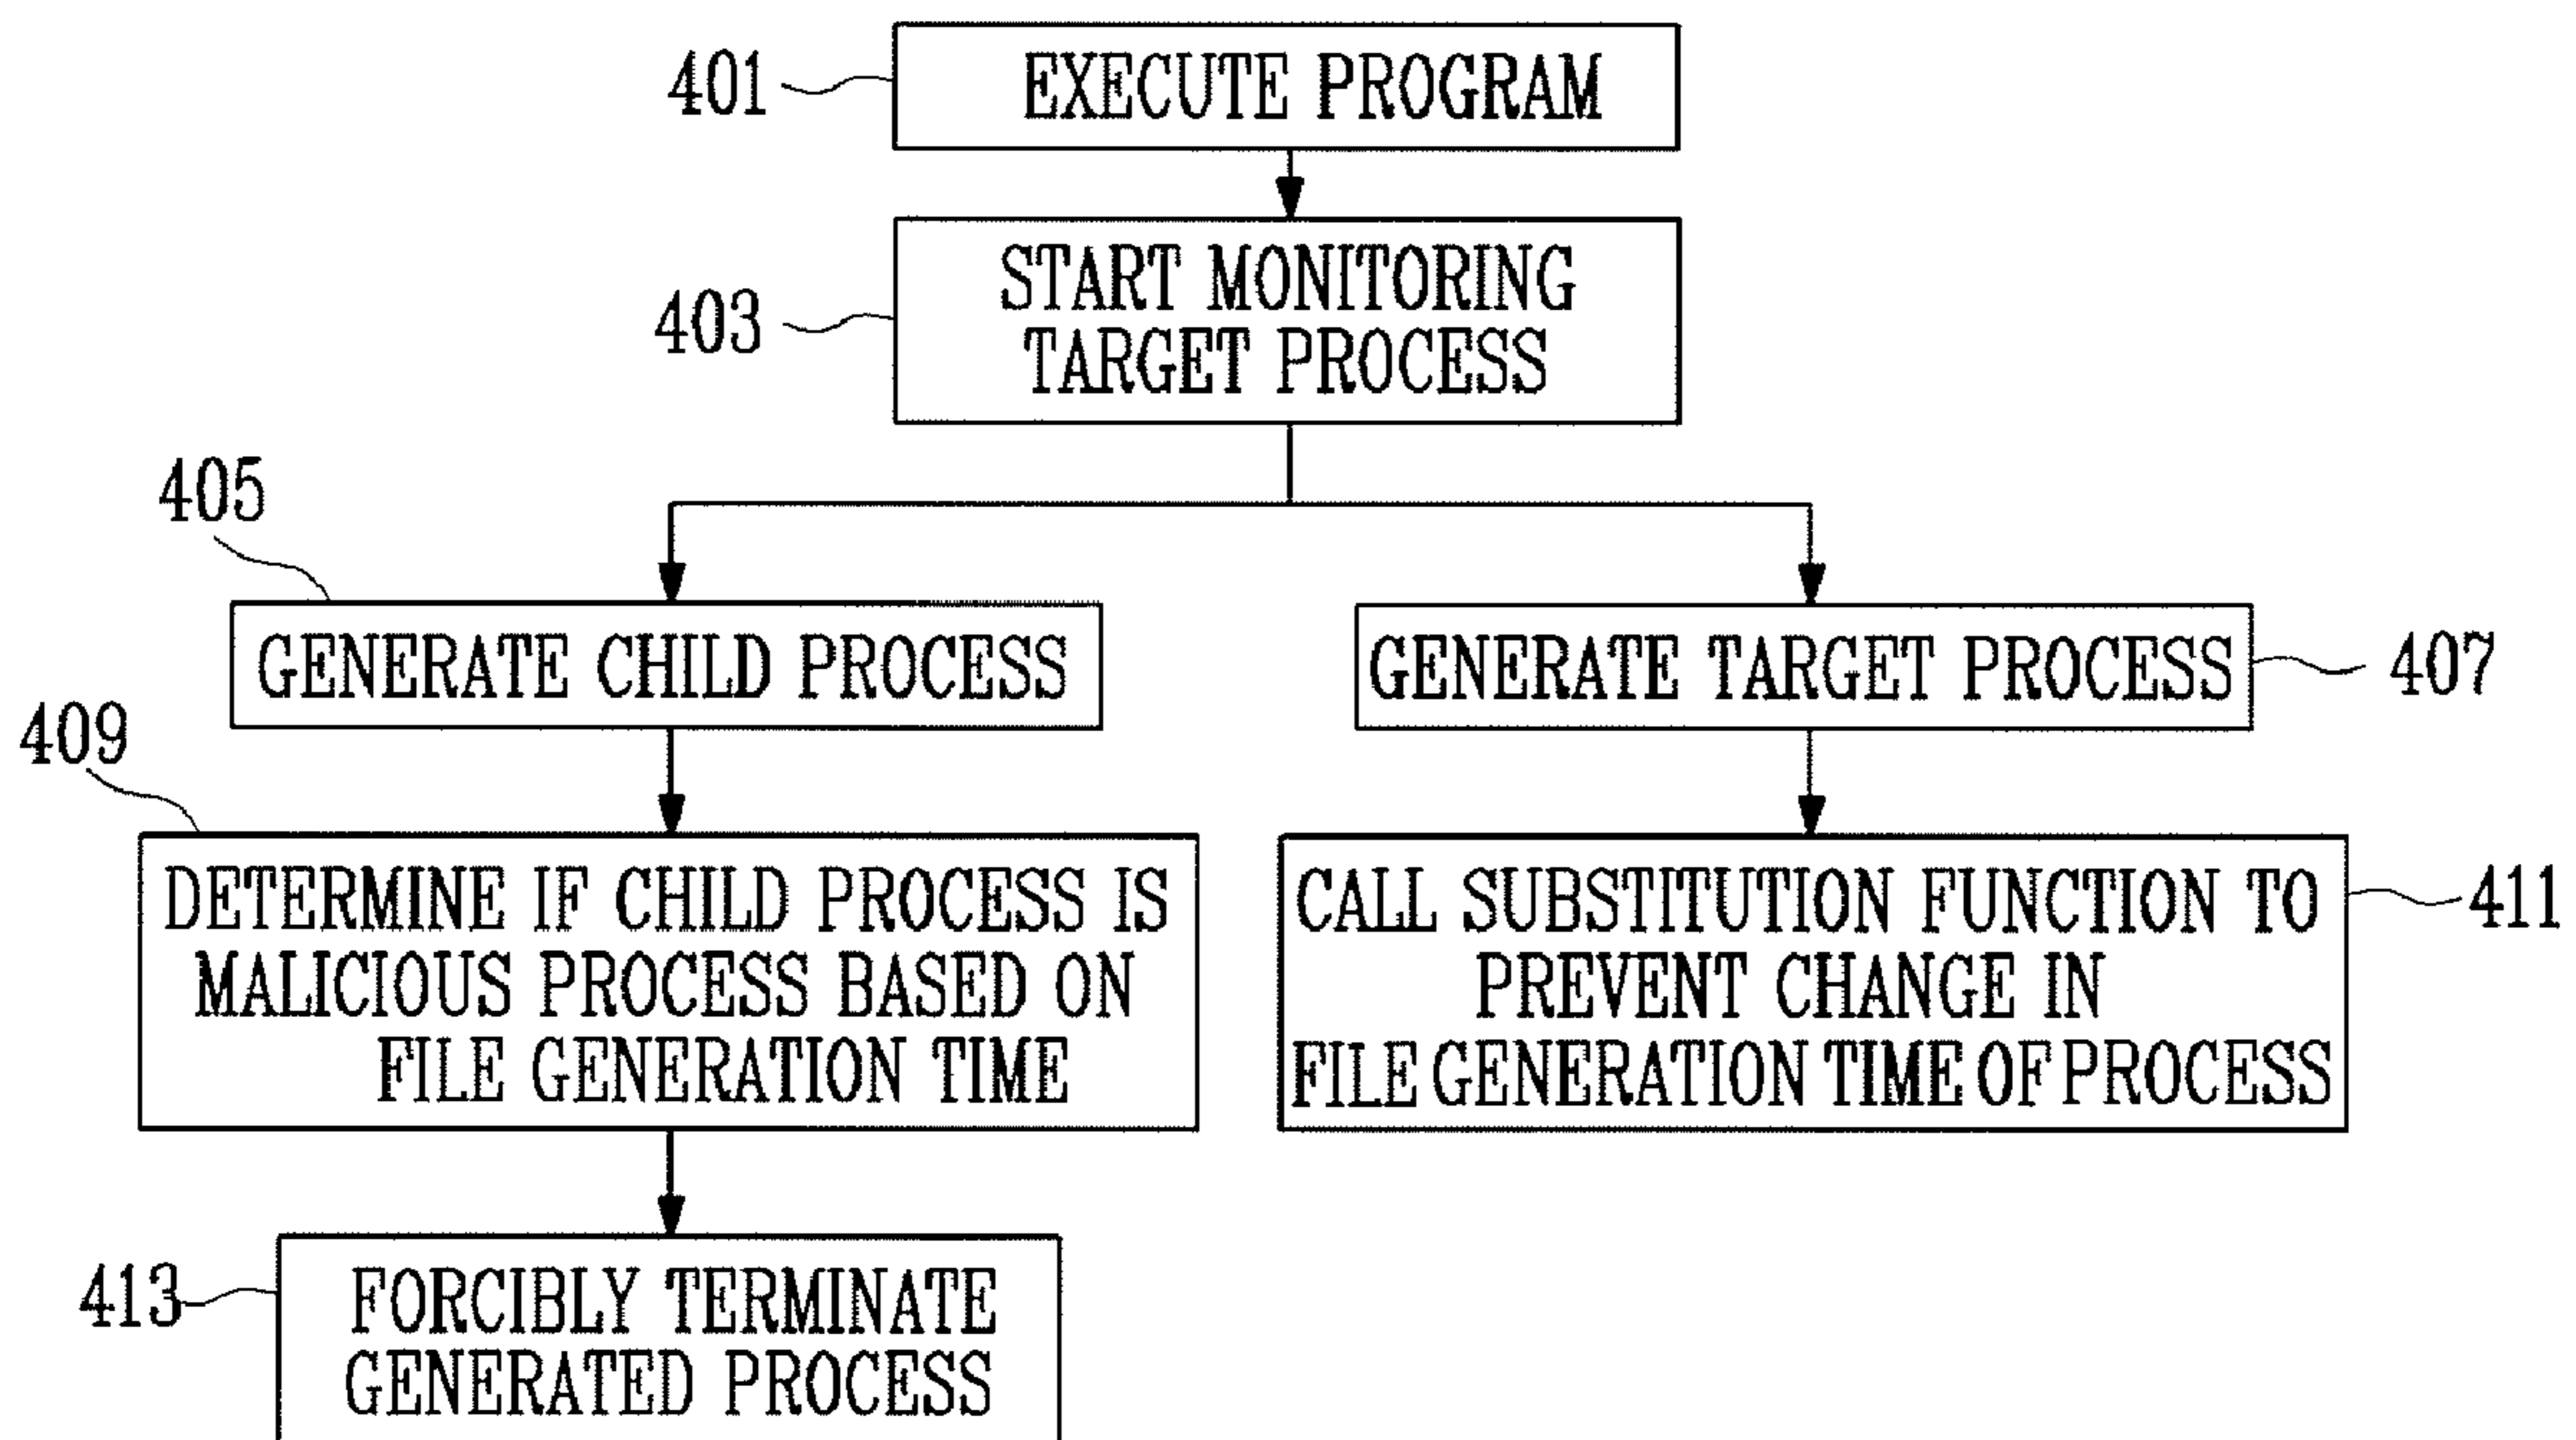 401
EXECUTE PROGRAM
403
START MONITORING
TARGET PROCESS
405
GENERATE CHILD PROCESS
GENERATE TARGET PROCESS
407
409
DETERMINE IF CHILD PROCESS IS
MALICIOUS PROCESS BASED ON
FILE GENERATION TIME
CALL SUBSTITUTION FUNCTION TO
PREVENT CHANGE IN
FILE GENERATION TIME OF PROCESS
411
413
FORCIBLY TERMINATE
GENERATED PROCESS